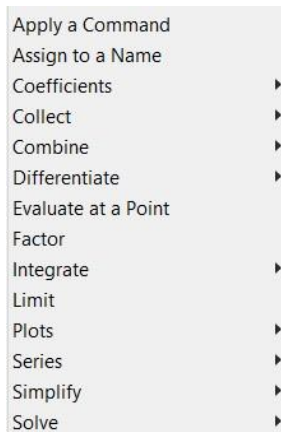 Apply a Command
Assign to a Name
Coefficients
Collect
Combine
Differentiate
Evaluate at a Point
Factor
Integrate
Limit
Plots
Series
Simplify
Solve